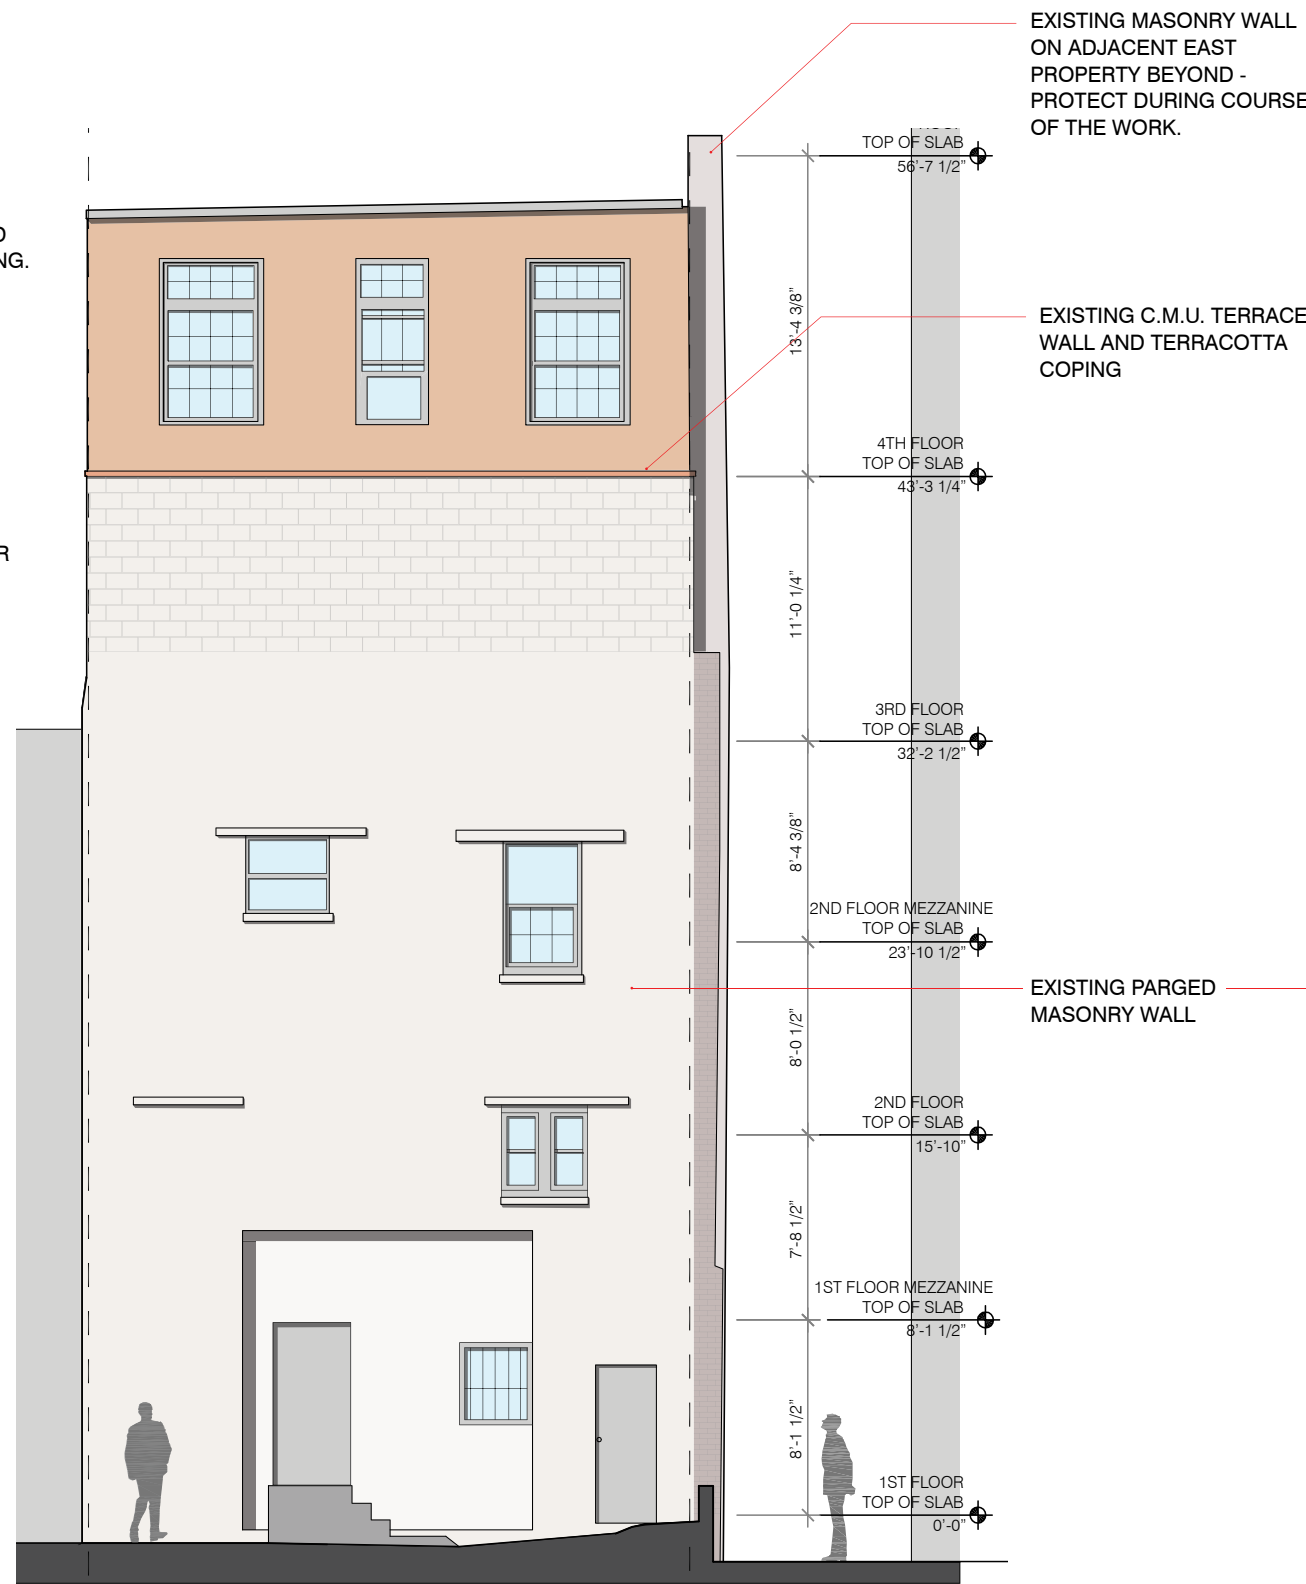 EXISTING MASONRY WALL
ON ADJACENT EAST
PROPERTY BEYOND -
PROTECT DURING COURSE
OF THE WORK.
TOP OF SLAB
56'-7 1/2"
D
NG.
13'-4 3/8"
EXISTING C.M.U. TERRACE
WALL AND TERRACOTTA
COPING
4TH FLOOR
TOP OF SLAB
43'-3 1/4"
R
11'-0 1/4"
3RD FLOOR
TOP OF SLAB
32'-2 1/2"
8'-4 3/8"
2ND FLOOR MEZZANINE
TOP OF SLAB
23'-10 1/2"
EXISTING PARGED
MASONRY WALL
8'-0 1/2"
2ND FLOOR
TOP OF SLAB
15'-10"
7'-8 1/2"
1ST FLOOR MEZZANINE
TOP OF SLAB
8'-1 1/2"
8'-1 1/2"
1ST FLOOR
TOP OF SLAB
0'-0"